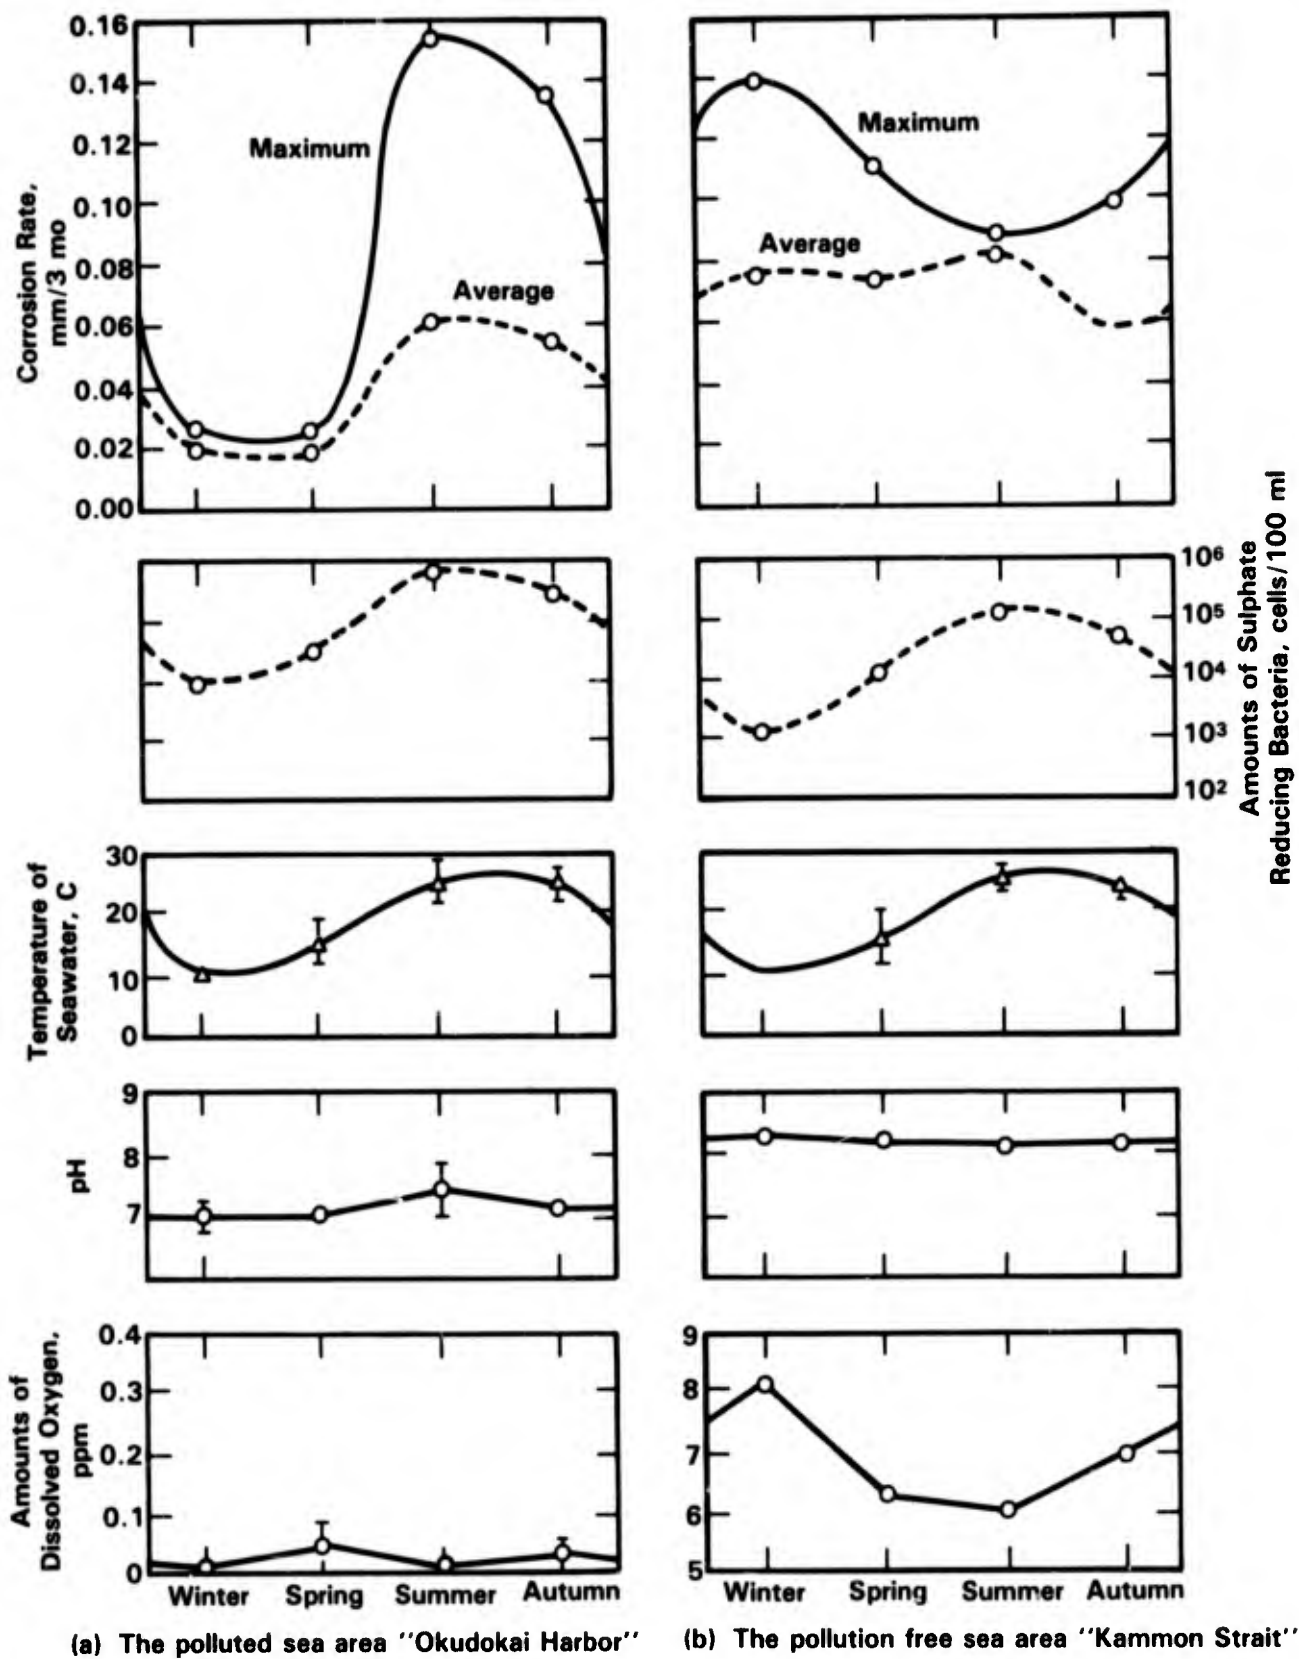 Corrosion Rate,
mm/3 mo
0.16
0.14
0.12
0.10
0.08
0.06
0.04
0.02
0.00
Maximum
Average
Maximum
Average
Amounts of Sulphate
Reducing Bacteria, cells/100 ml
10⁶
10⁵
10⁴
10³
10²
Temperature of
Seawater, C
30
20
10
0
pH
9
8
7
Amounts of
Dissolved Oxygen,
ppm
0.4
0.3
0.2
0.1
0
9
8
7
6
5
Winter Spring Summer Autumn
Winter Spring Summer Autumn
(a) The polluted sea area ''Okudokai Harbor''
(b) The pollution free sea area ''Kammon Strait''